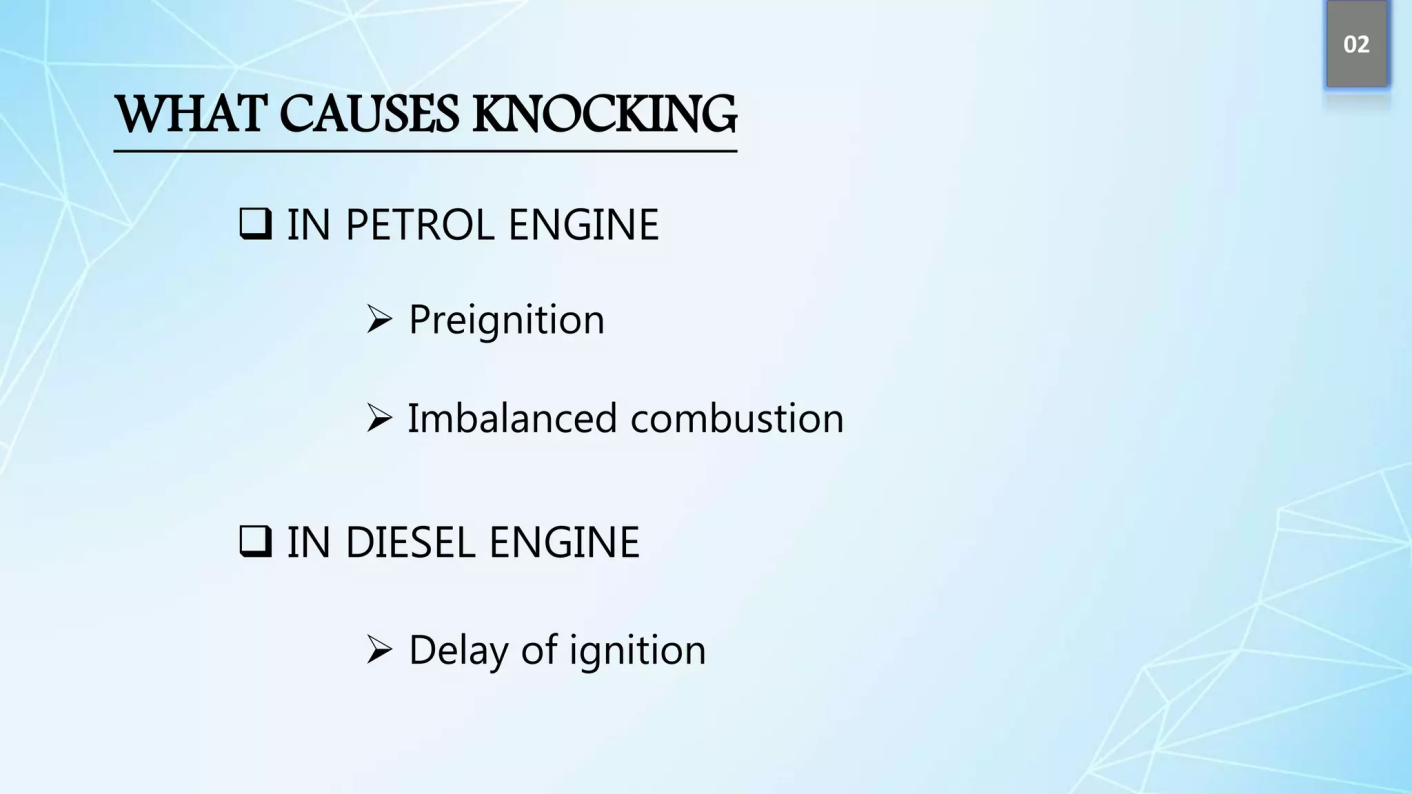 02
WHAT CAUSES KNOCKING
❑ IN PETROL ENGINE
➢ Preignition
➢ Imbalanced combustion
❑ IN DIESEL ENGINE
➢ Delay of ignition